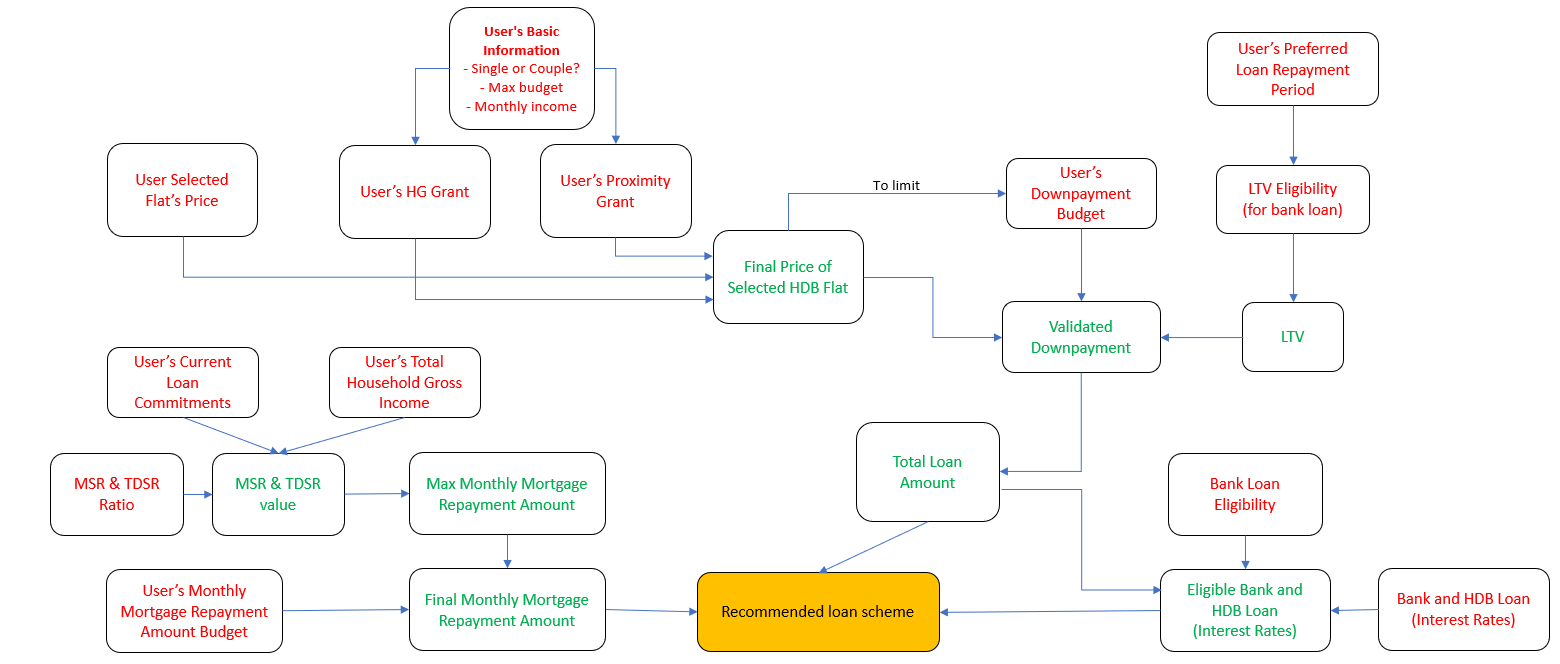 User's Basic
Information
- Single or Couple?
- Max budget
- Monthly income
User's Preferred
Loan Repayment
Period
User Selected
Flat's Price
User's HG Grant
User's Proximity
Grant
To limit
User's
Downpayment
Budget
LTV Eligibility
(for bank loan)
Final Price of
Selected HDB Flat
Validated
Downpayment
LTV
User's Current
Loan
Commitments
User's Total
Household Gross
Income
MSR & TDSR
Ratio
MSR & TDSR
value
Max Monthly Mortgage
Repayment Amount
Total Loan
Amount
Bank Loan
Eligibility
User's Monthly
Mortgage Repayment
Amount Budget
Final Monthly Mortgage
Repayment Amount
Recommended loan scheme
Eligible Bank and
HDB Loan
(Interest Rates)
Bank and HDB Loan
(Interest Rates)